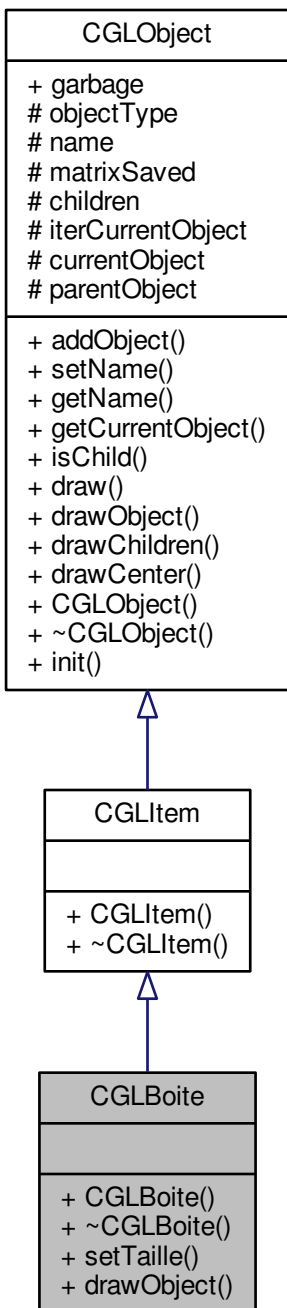 CGLObject
+ garbage
# objectType
# name
# matrixSaved
# children
# iterCurrentObject
# currentObject
# parentObject
+ addObject()
+ setName()
+ getName()
+ getCurrentObject()
+ isChild()
+ draw()
+ drawObject()
+ drawChildren()
+ drawCenter()
+ CGLObject()
+ ~CGLObject()
+ init()
CGLItem
+ CGLItem()
+ ~CGLItem()
CGLBoite
+ CGLBoite()
+ ~CGLBoite()
+ setTaille()
+ drawObject()